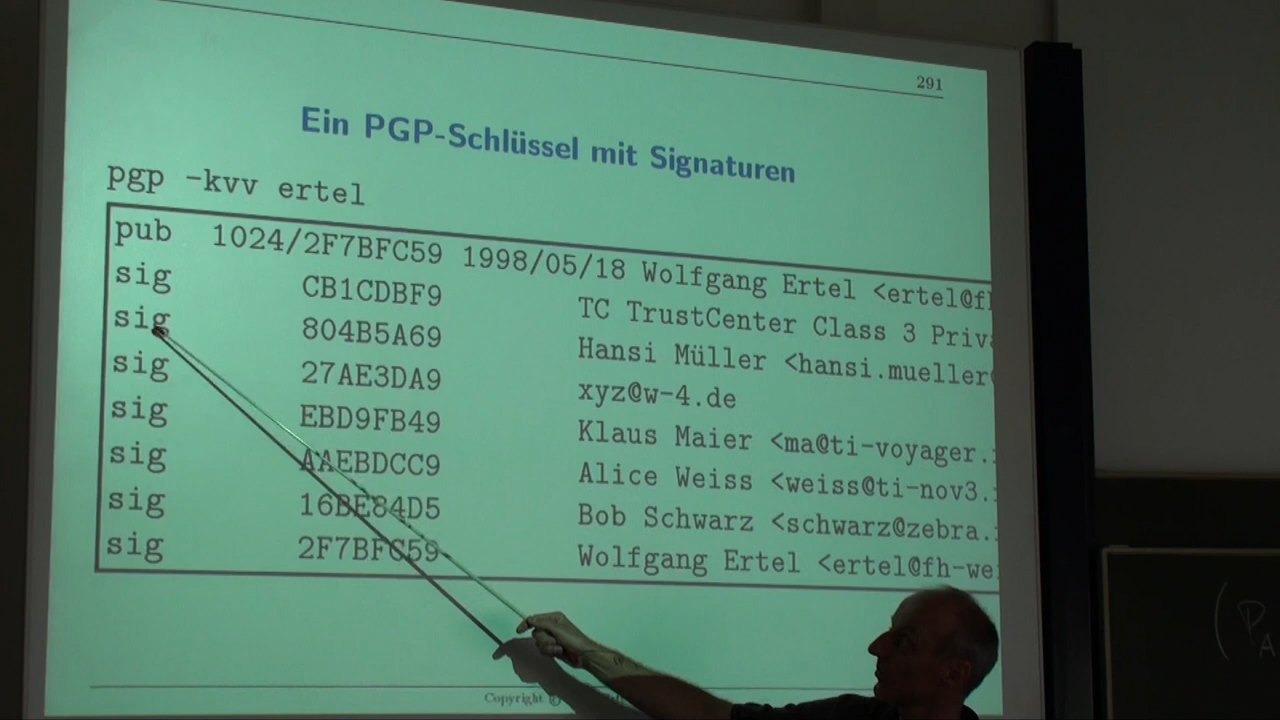 291
Ein PGP-Schlüssel mit Signaturen
pgp -kvv ertel
pub 1024/2F7BFC59 1998/05/18 Wolfgang Ertel <ertel@fh
sig CB1CDBF9 TC TrustCenter Class 3 Priva
sig 804B5A69 Hansi Müller <hansi.mueller@
sig 27AE3DA9 xyz@w-4.de
sig EBD9FB49 Klaus Maier <ma@ti-voyager.
sig AAEBDCC9 Alice Weiss <weiss@ti-nov3.
sig 16BE84D5 Bob Schwarz <schwarz@zebra.
sig 2F7BFC59 Wolfgang Ertel <ertel@fh-we
Copyright ©